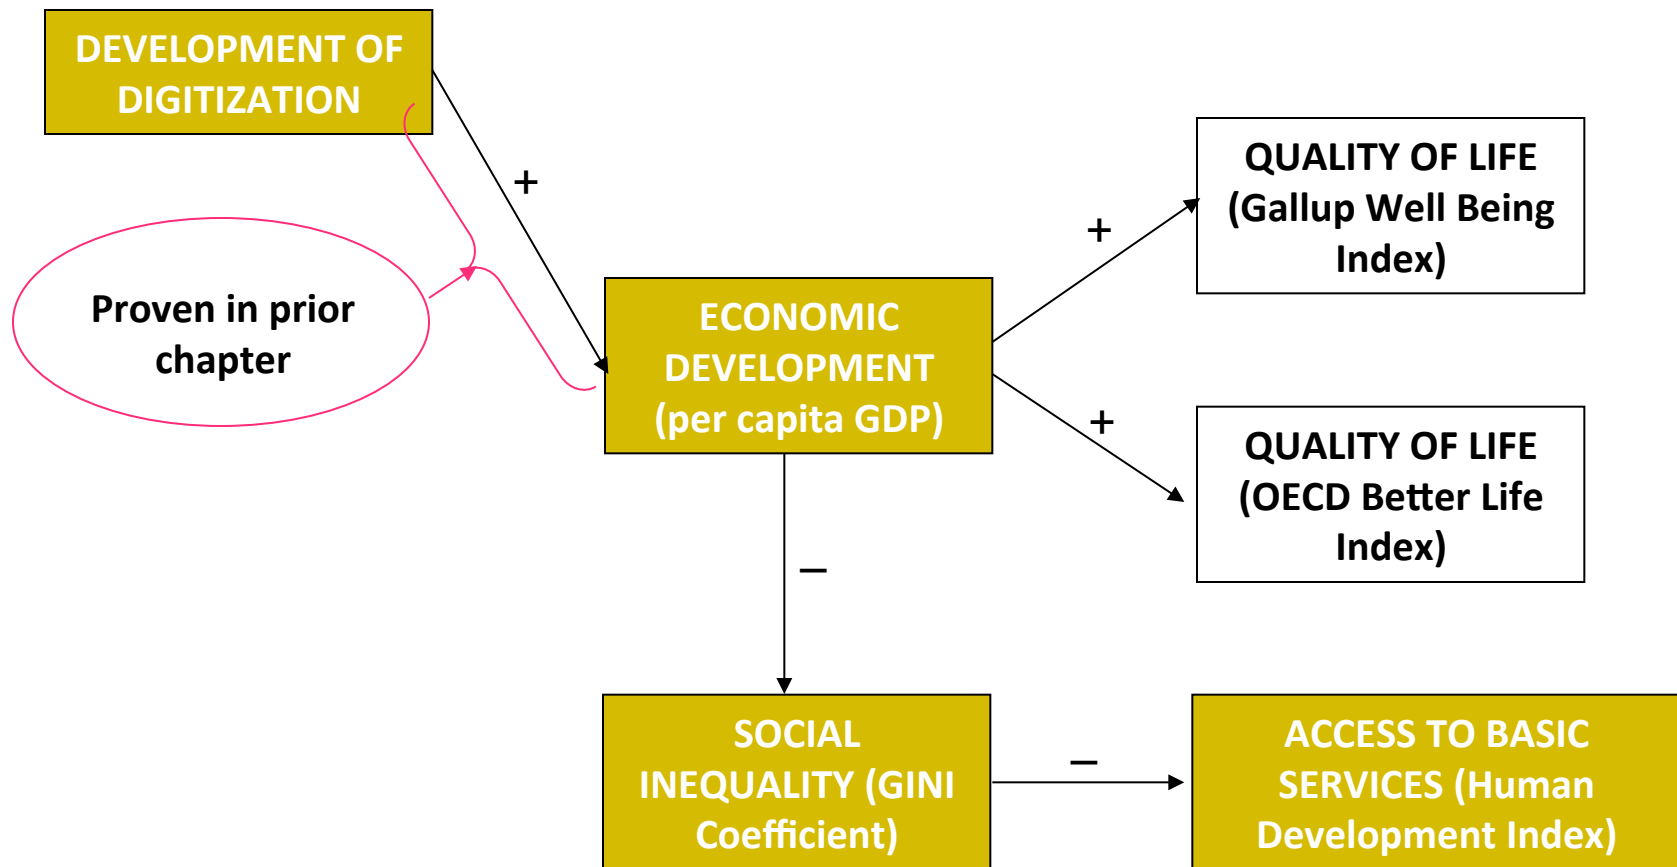 DEVELOPMENT OF
DIGITIZATION
+
QUALITY OF LIFE
(Gallup Well Being
Index)
+
Proven in prior
chapter
ECONOMIC
DEVELOPMENT
(per capita GDP)
+
QUALITY OF LIFE
(OECD Better Life
Index)
–
SOCIAL
INEQUALITY (GINI
Coefficient)
–
ACCESS TO BASIC
SERVICES (Human
Development Index)